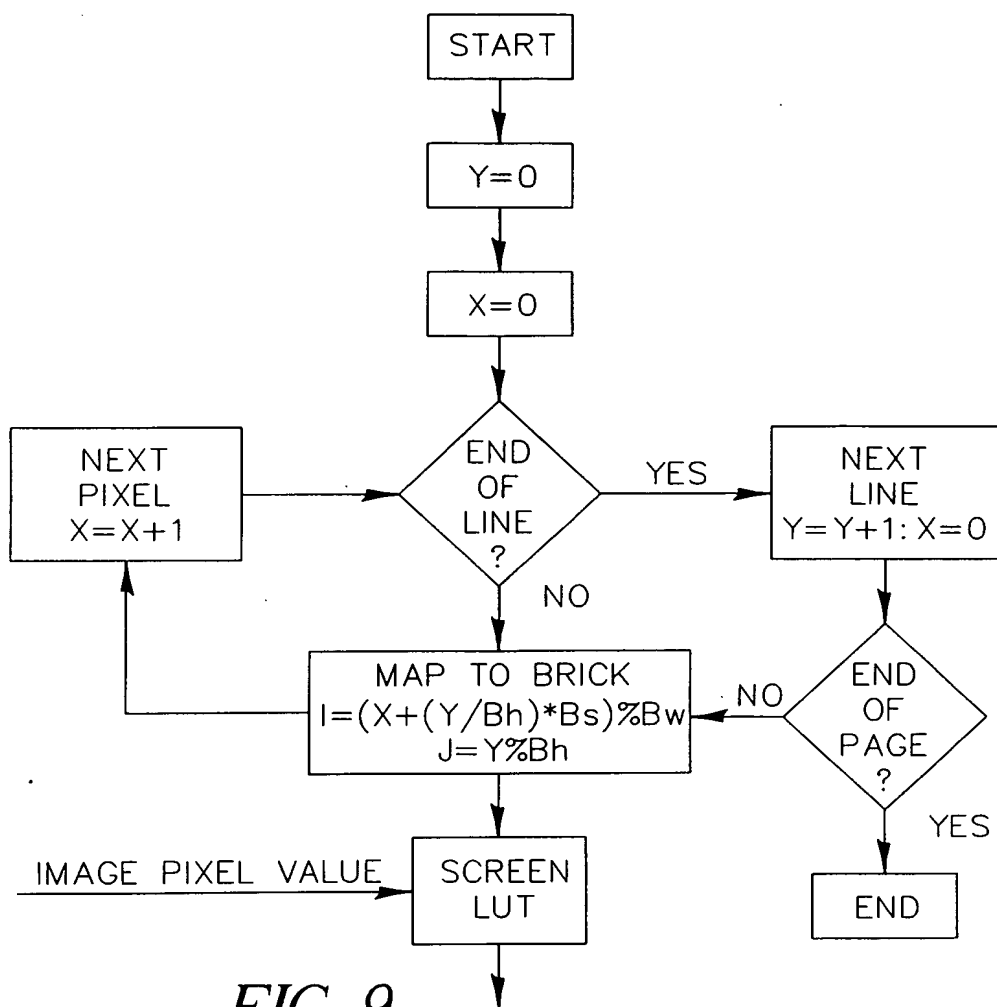 START
Y=0
X=0
END
OF
LINE
?
YES
NO
NEXT
PIXEL
X=X+1
NEXT
LINE
Y=Y+1: X=0
MAP TO BRICK
I=(X+(Y/Bh)*Bs)%Bw
J=Y%Bh
NO
END
OF
PAGE
?
YES
END
IMAGE PIXEL VALUE
SCREEN
LUT
FIG. 9